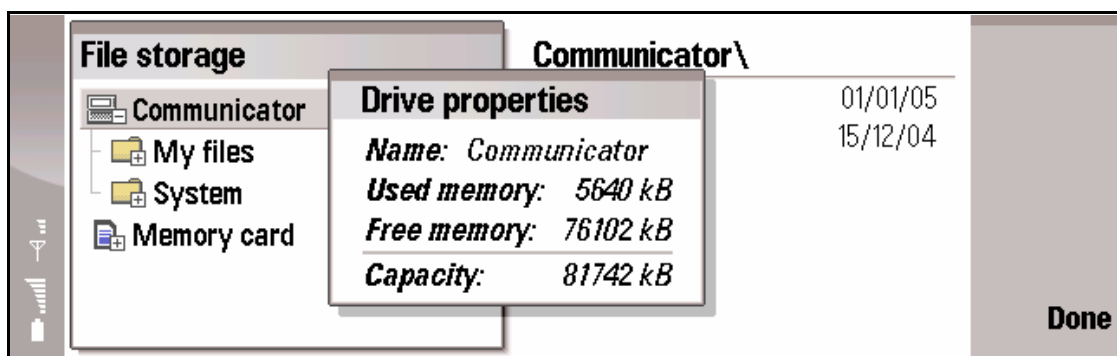 File storage
Communicator
My files
System
Memory card
Communicator\
01/01/05
15/12/04
Drive properties
Name: Communicator
Used memory: 5640 kB
Free memory: 76102 kB
Capacity: 81742 kB
Done